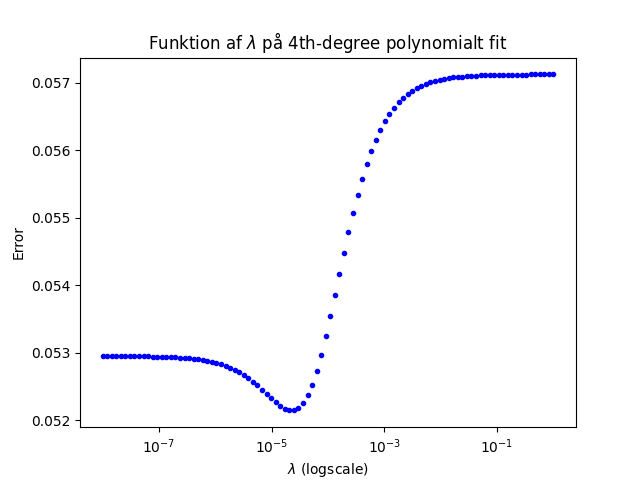 Funktion af λ på 4th-degree polynomialt fit
0.057
0.056
0.055
0.054
0.053
0.052
Error
10⁻⁷ 10⁻⁵ 10⁻³ 10⁻¹
λ (logscale)